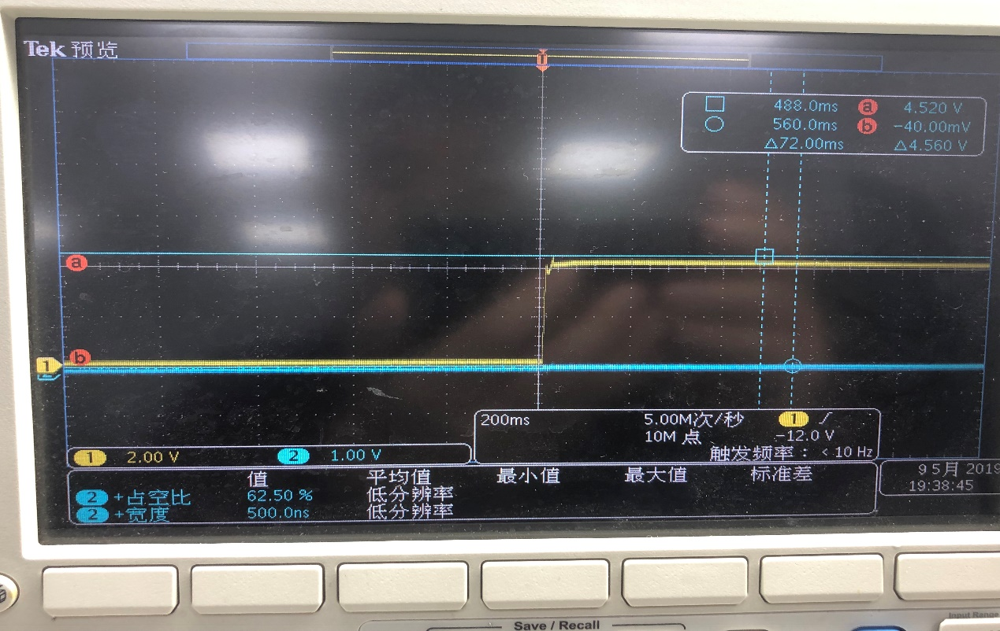 Tek 预览
488.0ms a 4.520 V
560.0ms b −40.00mV
△72.00ms △4.560 V
a
b
1
2
200ms 5.00M次/秒 1
10M 点 −12.0 V
触发频率： < 10 Hz
1 2.00 V 2 1.00 V
值 平均值 最小值 最大值 标准差
2 +占空比 62.50 % 低分辨率
2 +宽度 500.0ns 低分辨率
9 5月 2019
19:38:45
Save / Recall
Input Range